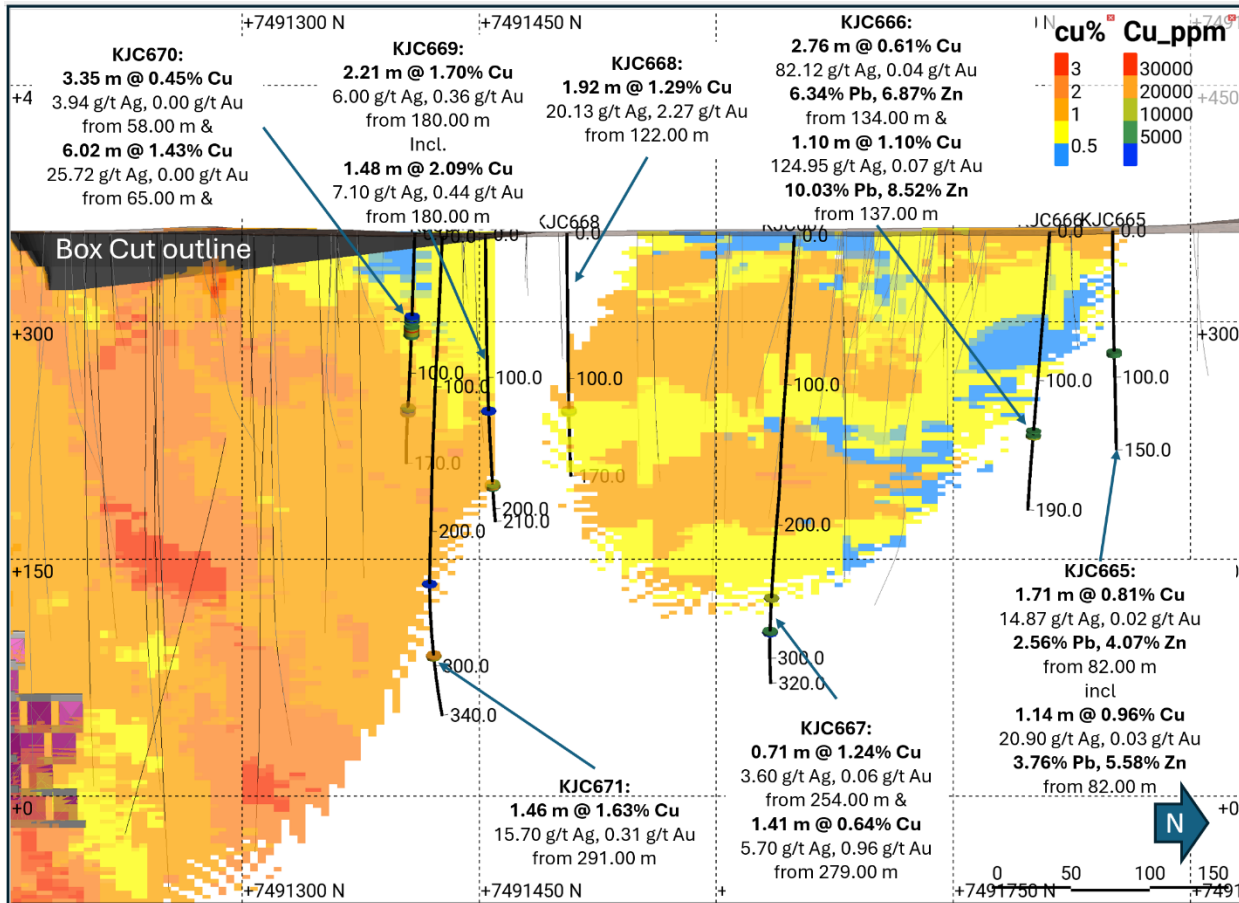 +7491300 N
+7491450 N
N
KJC670:
3.35 m @ 0.45% Cu
3.94 g/t Ag, 0.00 g/t Au
from 58.00 m &
6.02 m @ 1.43% Cu
25.72 g/t Ag, 0.00 g/t Au
from 65.00 m &
KJC669:
2.21 m @ 1.70% Cu
6.00 g/t Ag, 0.36 g/t Au
from 180.00 m
Incl.
1.48 m @ 2.09% Cu
7.10 g/t Ag, 0.44 g/t Au
from 180.00 m
KJC668:
1.92 m @ 1.29% Cu
20.13 g/t Ag, 2.27 g/t Au
from 122.00 m
KJC666:
2.76 m @ 0.61% Cu
82.12 g/t Ag, 0.04 g/t Au
6.34% Pb, 6.87% Zn
from 134.00 m &
1.10 m @ 1.10% Cu
124.95 g/t Ag, 0.07 g/t Au
10.03% Pb, 8.52% Zn
from 137.00 m
cu%
3
2
1
0.5
Cu_ppm
30000
20000
10000
5000
+4
+450
Box Cut outline
KJC668
KJC665
0.0
0.0
0.0
0.0
0.0
+300
+300
100.0
100.0
100.0
100.0
100.0
100.0
100.0
170.0
200.0
210.0
170.0
200.0
200.0
150.0
190.0
+150
300.0
340.0
300.0
320.0
KJC665:
1.71 m @ 0.81% Cu
14.87 g/t Ag, 0.02 g/t Au
2.56% Pb, 4.07% Zn
from 82.00 m
incl
1.14 m @ 0.96% Cu
20.90 g/t Ag, 0.03 g/t Au
3.76% Pb, 5.58% Zn
from 82.00 m
KJC667:
0.71 m @ 1.24% Cu
3.60 g/t Ag, 0.06 g/t Au
from 254.00 m &
1.41 m @ 0.64% Cu
5.70 g/t Ag, 0.96 g/t Au
from 279.00 m
KJC671:
1.46 m @ 1.63% Cu
15.70 g/t Ag, 0.31 g/t Au
from 291.00 m
+0
+0
N
0 50 100 150
+7491300 N
+7491450 N
+7491750 N